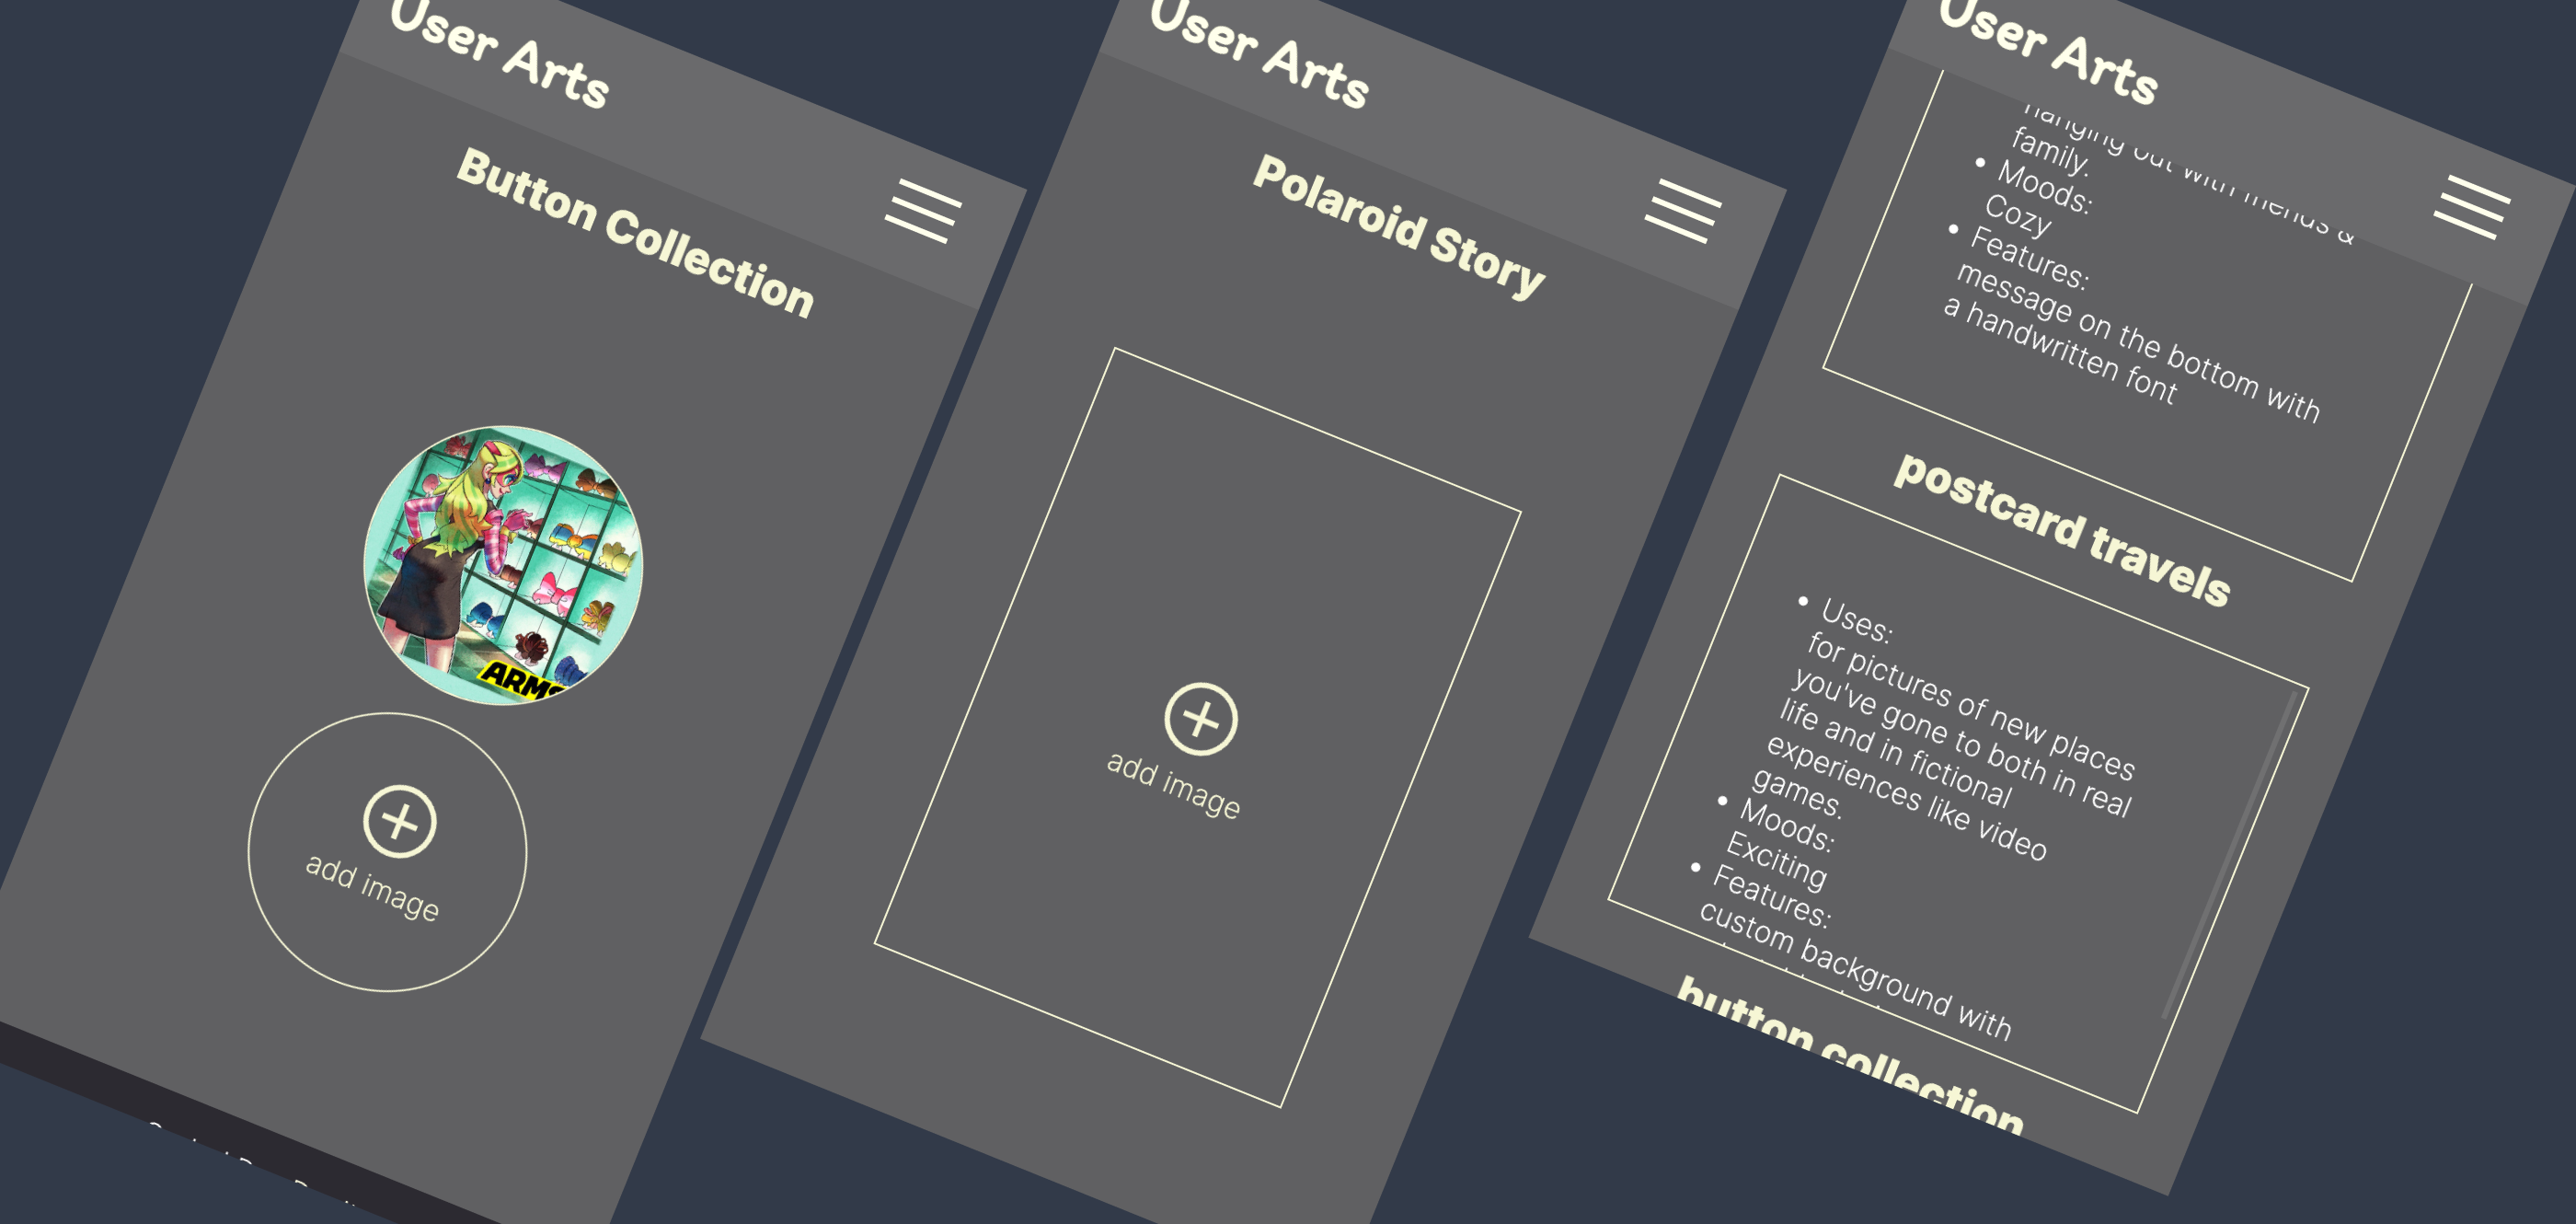 User Arts
Button Collection
ARMS
+
add image
User Arts
Polaroid Story
+
add image
User Arts
hanging out with friends &
family.
• Moods:
Cozy
• Features:
message on the bottom with
a handwritten font
postcard travels
• Uses:
for pictures of new places
you've gone to both in real
life and in fictional
experiences like video
games.
• Moods:
Exciting
• Features:
custom background with
button collection